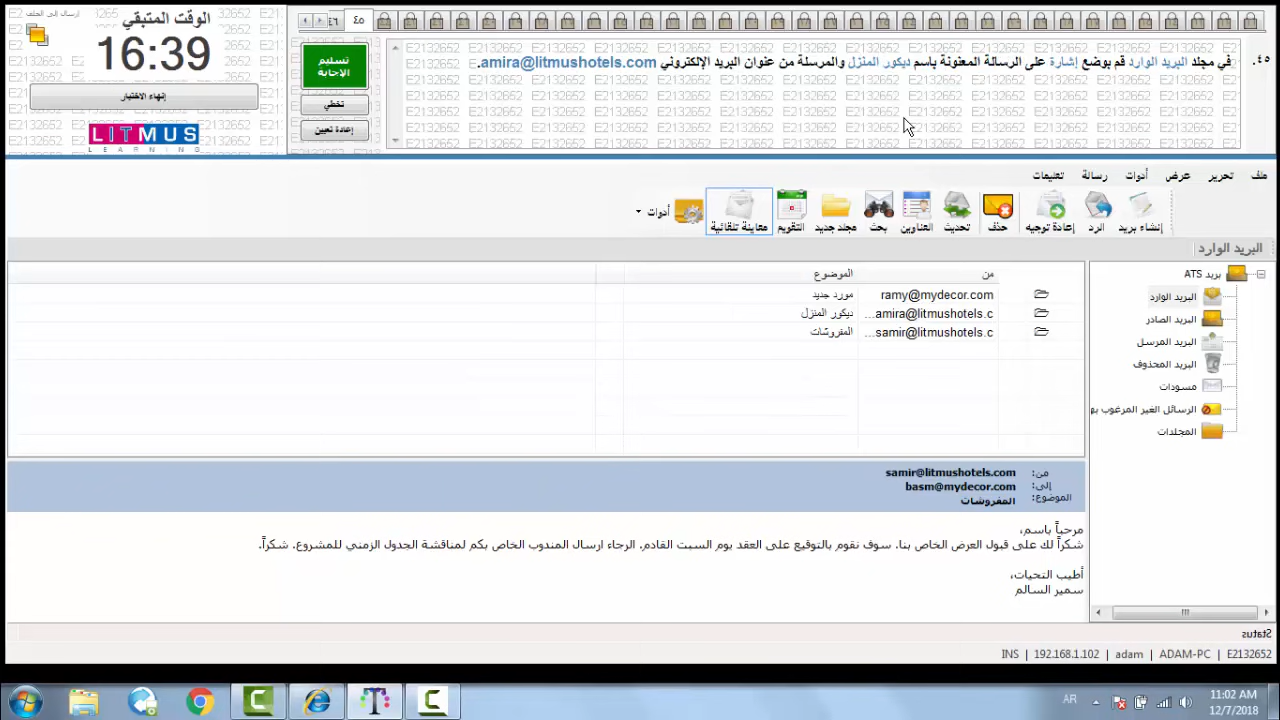 ارسال إلى الخلف
الوقت المتبقي
16:39
إنهاء الاختبار
LITMUS
LEARNING
٤٥
٤٦
تسليم الإجابة
تخطي
إعادة تعيين
٤٥. في مجلد البريد الوارد قم بوضع إشارة على الرسالة المعنونة باسم ديكور المنزل والمرسلة من عنوان البريد الإلكتروني amira@litmushotels.com.
ملف تحرير عرض أدوات رسالة تعليمات
إنشاء بريد الرد إعادة توجيه حذف تحديث العناوين بحث مجلد جديد التقويم معاينة تلقائية أدوات
البريد الوارد
بريد ATS
البريد الوارد
البريد الصادر
البريد المرسل
البريد المحذوف
مسودات
الرسائل الغير المرغوب به
المجلدات
من الموضوع
ramy@mydecor.com مورد جديد
amira@litmushotels.c... ديكور المنزل
samir@litmushotels.c... المفروشات
من: samir@litmushotels.com
إلى: basm@mydecor.com
الموضوع: المفروشات
مرحباً باسم،
شكراً لك على قبول العرض الخاص بنا. سوف نقوم بالتوقيع على العقد يوم السبت القادم. الرجاء ارسال المندوب الخاص بكم لمناقشة الجدول الزمني للمشروع. شكراً.
أطيب التحيات،
سمير السالم
Status
INS | 192.168.1.102 | adam | ADAM-PC | E2132652
AR
11:02 AM
12/7/2018